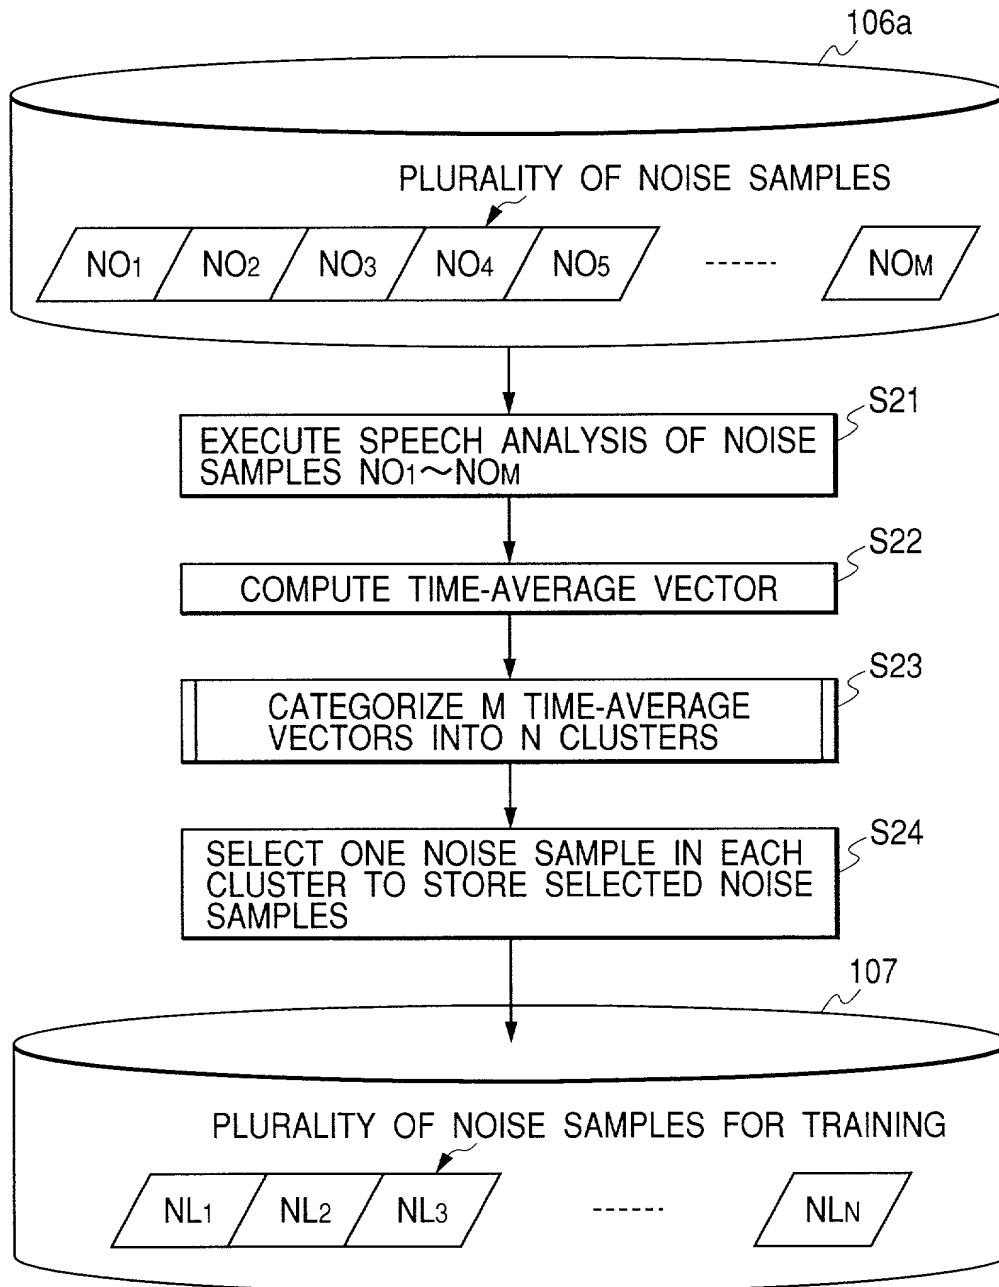 106a
PLURALITY OF NOISE SAMPLES
NO1 NO2 NO3 NO4 NO5 ------ NOM
S21
EXECUTE SPEECH ANALYSIS OF NOISE
SAMPLES NO1~NOM
S22
COMPUTE TIME-AVERAGE VECTOR
S23
CATEGORIZE M TIME-AVERAGE
VECTORS INTO N CLUSTERS
S24
SELECT ONE NOISE SAMPLE IN EACH
CLUSTER TO STORE SELECTED NOISE
SAMPLES
107
PLURALITY OF NOISE SAMPLES FOR TRAINING
NL1 NL2 NL3 ------ NLN